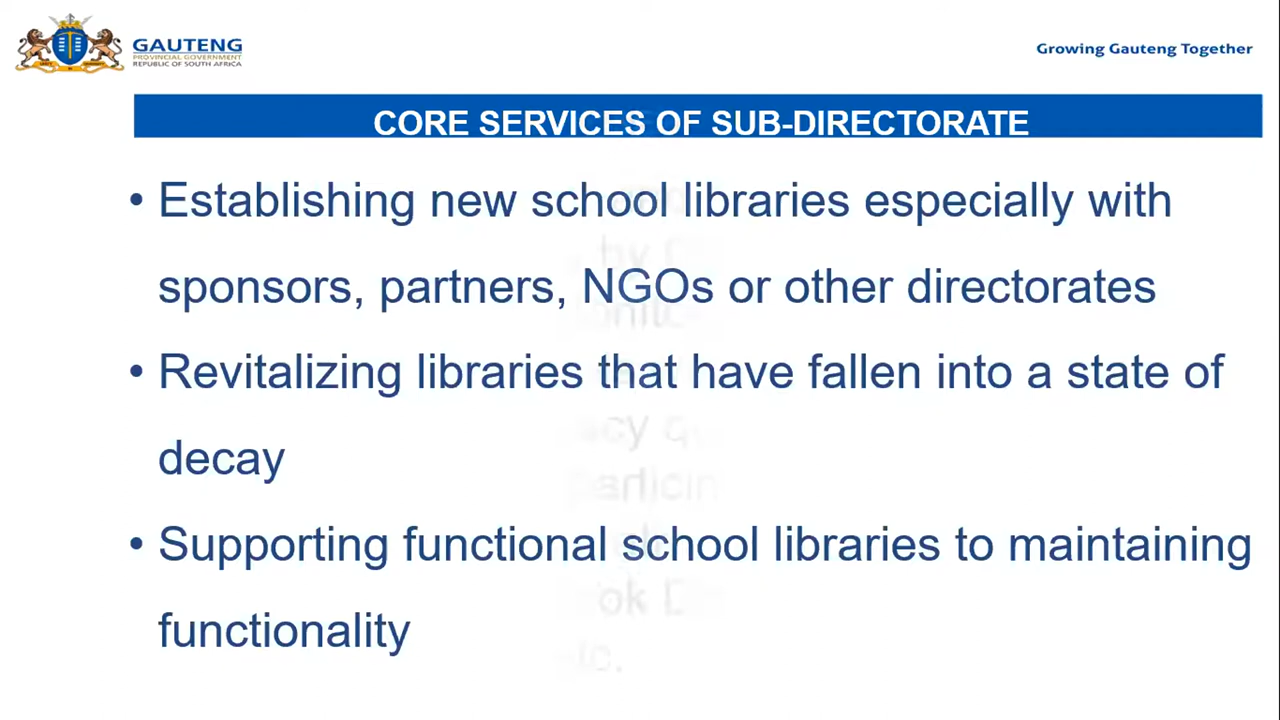 GAUTENG
PROVINCIAL GOVERNMENT
REPUBLIC OF SOUTH AFRICA
Growing Gauteng Together
CORE SERVICES OF SUB-DIRECTORATE
• Establishing new school libraries especially with
sponsors, partners, NGOs or other directorates
• Revitalizing libraries that have fallen into a state of
decay
• Supporting functional school libraries to maintaining
functionality